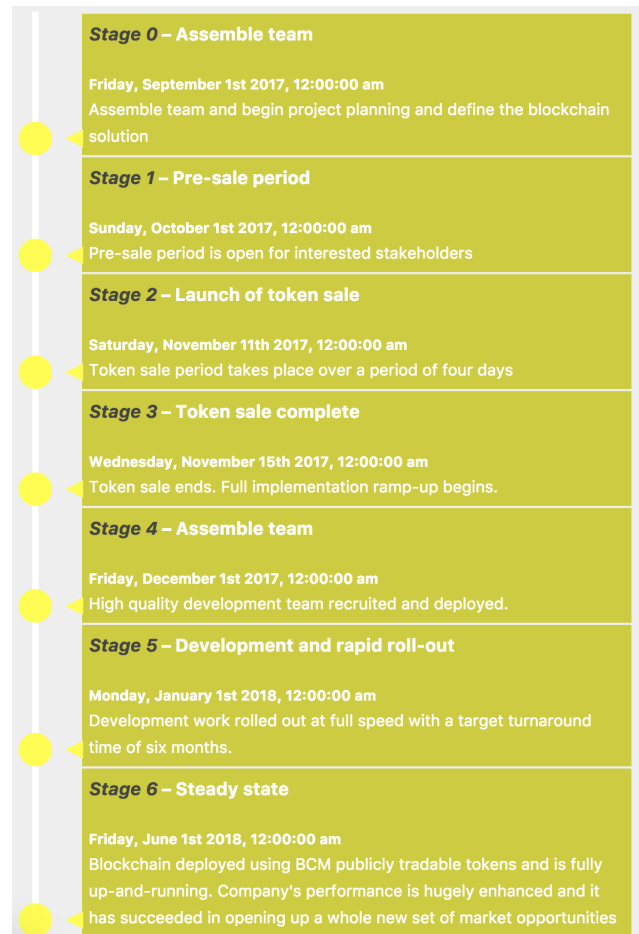 Stage 0 – Assemble team
Friday, September 1st 2017, 12:00:00 am
Assemble team and begin project planning and define the blockchain
solution
Stage 1 – Pre-sale period
Sunday, October 1st 2017, 12:00:00 am
Pre-sale period is open for interested stakeholders
Stage 2 – Launch of token sale
Saturday, November 11th 2017, 12:00:00 am
Token sale period takes place over a period of four days
Stage 3 – Token sale complete
Wednesday, November 15th 2017, 12:00:00 am
Token sale ends. Full implementation ramp-up begins.
Stage 4 – Assemble team
Friday, December 1st 2017, 12:00:00 am
High quality development team recruited and deployed.
Stage 5 – Development and rapid roll-out
Monday, January 1st 2018, 12:00:00 am
Development work rolled out at full speed with a target turnaround
time of six months.
Stage 6 – Steady state
Friday, June 1st 2018, 12:00:00 am
Blockchain deployed using BCM publicly tradable tokens and is fully
up-and-running. Company's performance is hugely enhanced and it
has succeeded in opening up a whole new set of market opportunities